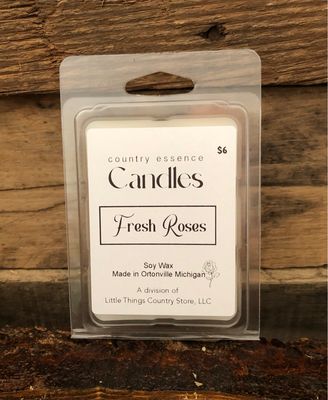 $6
country essence
Candles
Fresh Roses
Soy Wax
Made in Ortonville Michigan
A division of
Little Things Country Store, LLC